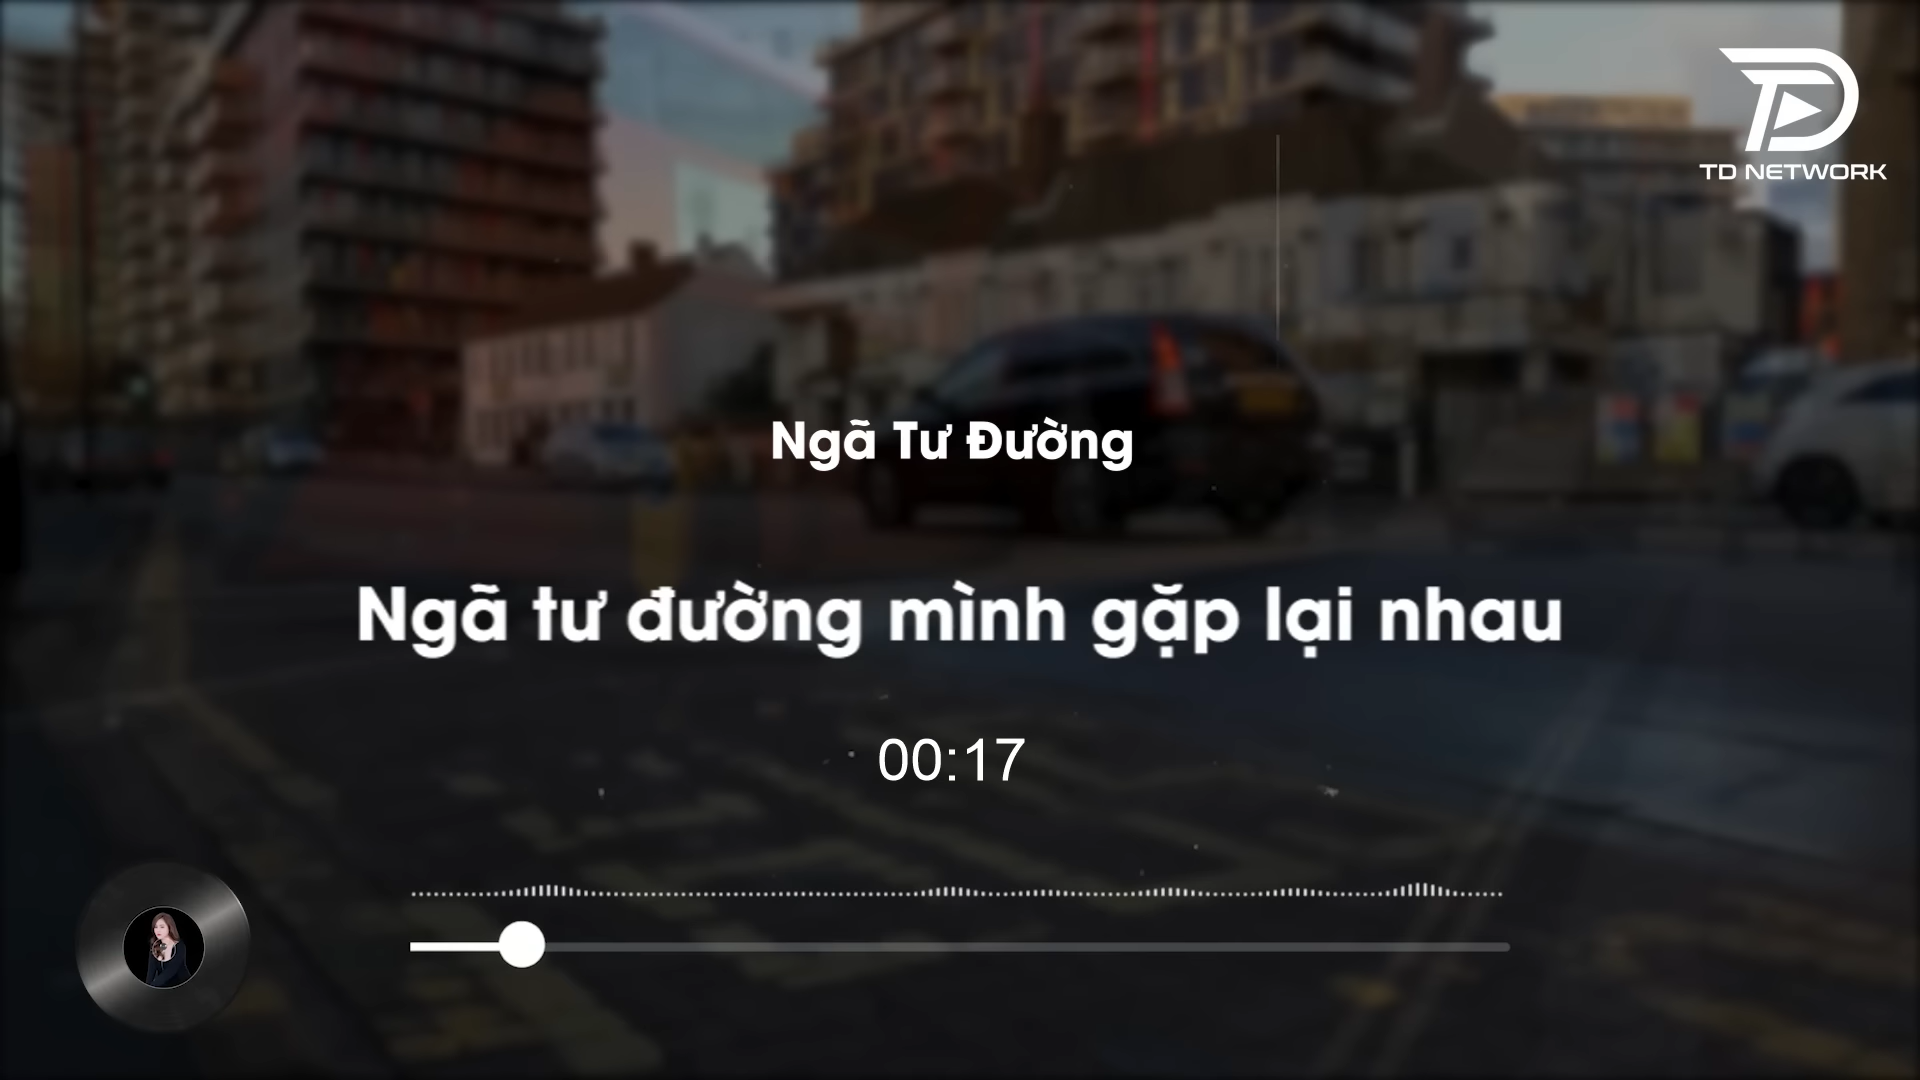 TD NETWORK
Ngã Tư Đường
Ngã tư đường mình gặp lại nhau
00:17